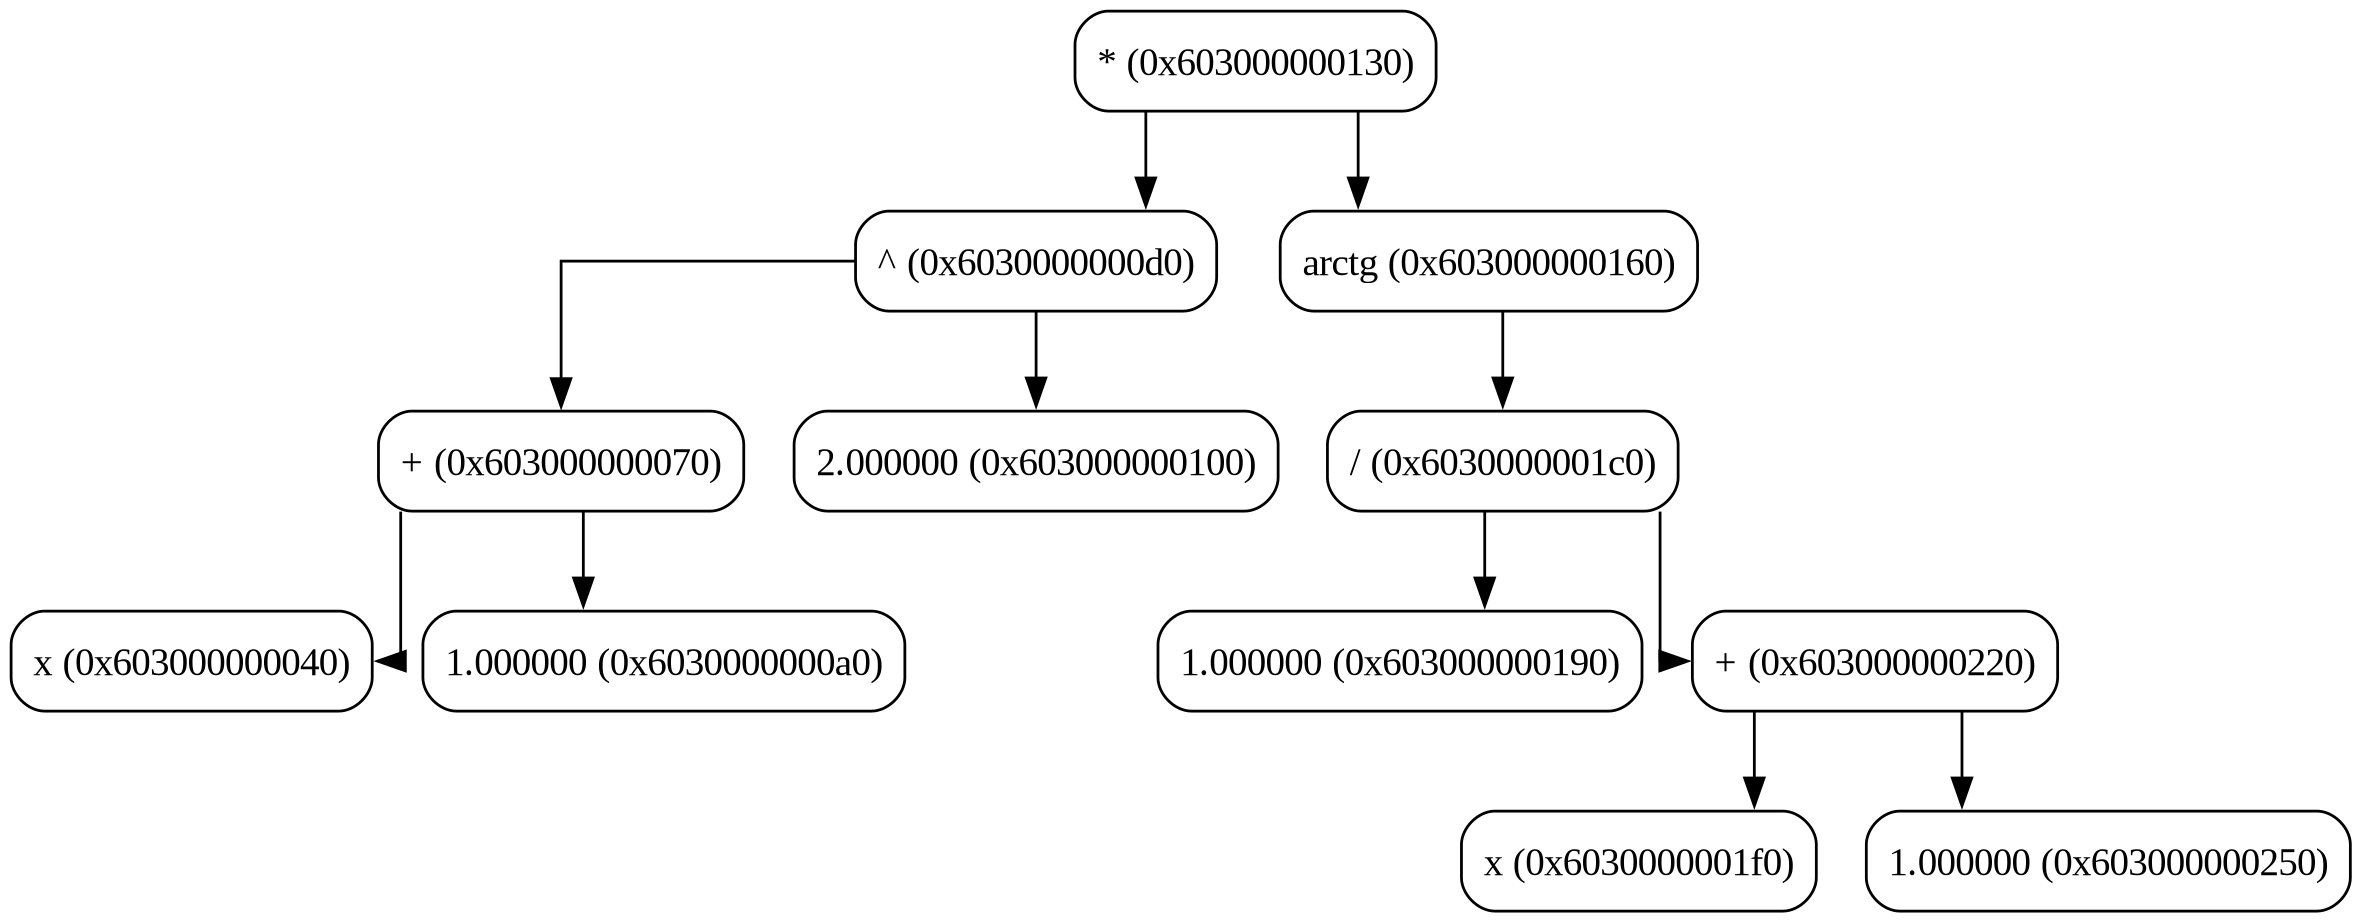 * (0x603000000130)
^ (0x6030000000d0)
arctg (0x603000000160)
+ (0x603000000070)
2.000000 (0x603000000100)
/ (0x6030000001c0)
x (0x603000000040)
1.000000 (0x6030000000a0)
1.000000 (0x603000000190)
+ (0x603000000220)
x (0x6030000001f0)
1.000000 (0x603000000250)